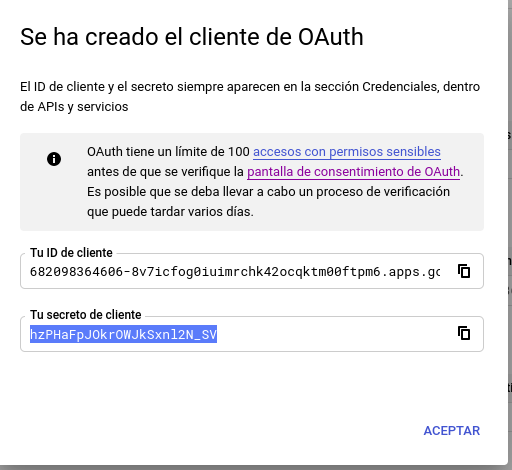 Se ha creado el cliente de OAuth
El ID de cliente y el secreto siempre aparecen en la sección Credenciales, dentro
de APIs y servicios
OAuth tiene un límite de 100 accesos con permisos sensibles
antes de que se verifique la pantalla de consentimiento de OAuth.
Es posible que se deba llevar a cabo un proceso de verificación
que puede tardar varios días.
Tu ID de cliente
682098364606-8v7icfog0iuimrchk42ocqktm00ftpm6.apps.gc
Tu secreto de cliente
hzPHaFpJOkrOWJkSxnl2N_SV
ACEPTAR